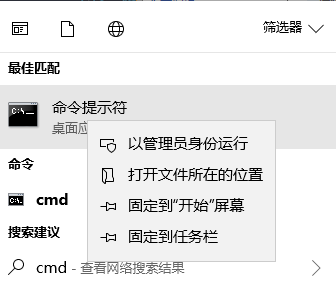 筛选器
最佳匹配
命令提示符
桌面应
以管理员身份运行
打开文件所在的位置
固定到"开始"屏幕
固定到任务栏
命令
cmd
搜索建议
cmd - 查看网络搜索结果